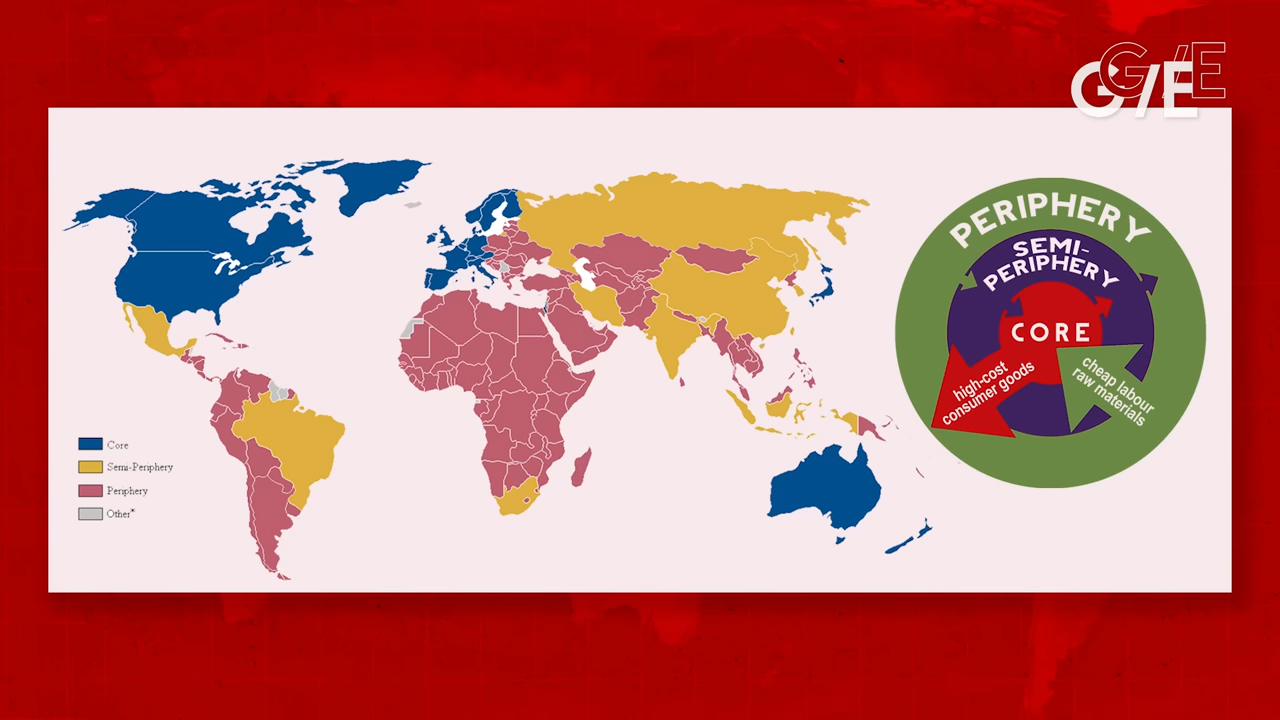 G/E
G/E
PERIPHERY
SEMI-
PERIPHERY
CORE
high-cost
consumer goods
cheap labour
raw materials
Core
Semi-Periphery
Periphery
Other*